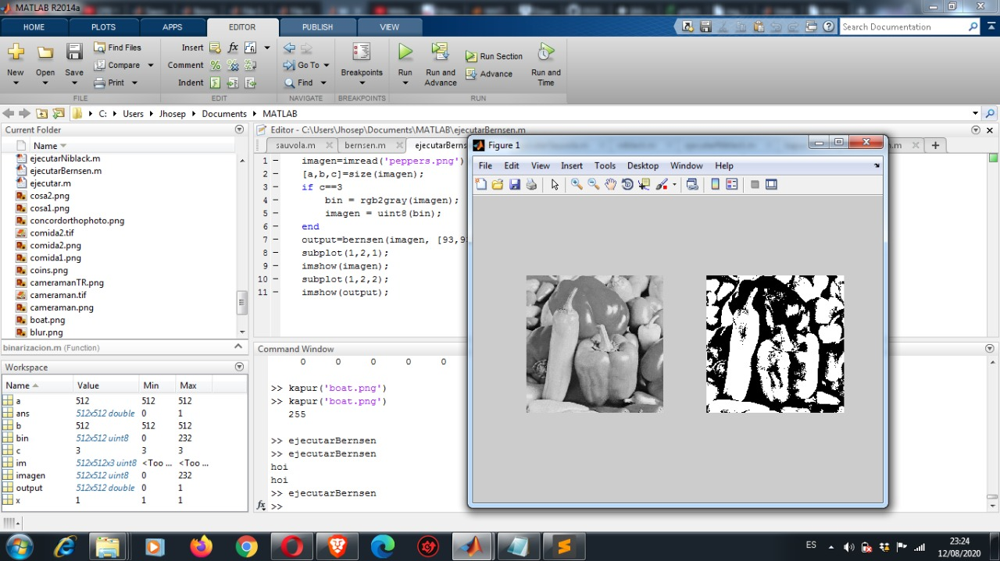 MATLAB R2014a
HOME PLOTS APPS EDITOR PUBLISH VIEW
Search Documentation
New Open Save Find Files Compare Print
Insert Comment Indent
Go To Find
Breakpoints
Run Run and Advance Run Section Advance Run and Time
FILE EDIT NAVIGATE BREAKPOINTS RUN
C: Users Jhosep Documents MATLAB
Current Folder
Name
ejecutarNiblack.m
ejecutarBernsen.m
ejecutar.m
cosa2.png
cosa1.png
concordorthophoto.png
comida2.tif
comida2.png
comida1.png
coins.png
cameramanTR.png
cameraman.tif
cameraman.png
boat.png
blur.png
binarizacion.m (Function)
Workspace
Name Value Min Max
a 512 512 512
ans 512x512 double 0 1
b 512 512 512
bin 512x512 uint8 0 232
c 3 3 3
im 512x512x3 uint8 <Too ... <Too ...
imagen 512x512 uint8 0 232
output 512x512 double 0 1
x 1 1 1
Editor - C:\Users\Jhosep\Documents\MATLAB\ejecutarBernsen.m
sauvola.m bernsen.m ejecutarBerns
1 imagen=imread('peppers.png')
2 [a,b,c]=size(imagen);
3 if c==3
4 bin = rgb2gray(imagen);
5 imagen = uint8(bin);
6 end
7 output=bernsen(imagen, [93,9
8 subplot(1,2,1);
9 imshow(imagen);
10 subplot(1,2,2);
11 imshow(output);
Command Window
0 0 0 0 0
>> kapur('boat.png')
>> kapur('boat.png')
255
>> ejecutarBernsen
>> ejecutarBernsen
hoi
hoi
>> ejecutarBernsen
fx >>
Figure 1
File Edit View Insert Tools Desktop Window Help
ES
23:24
12/08/2020